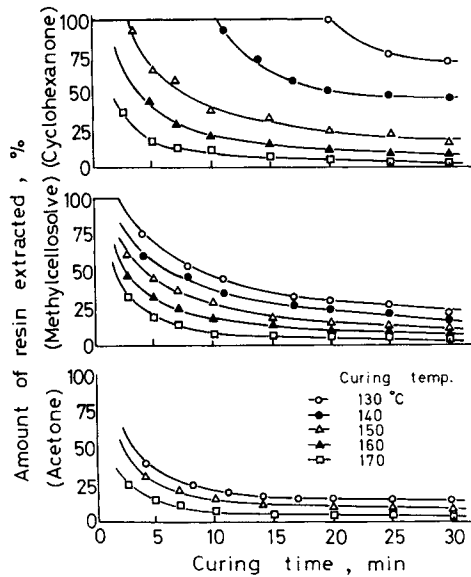 Amount of resin extracted , %
(Cyclohexanone)
(Methylcellosolve)
(Acetone)
100
75
50
25
0
100
75
50
25
0
100
75
50
25
0
Curing temp.
130 °C
140
150
160
170
0 5 10 15 20 25 30
Curing time , min